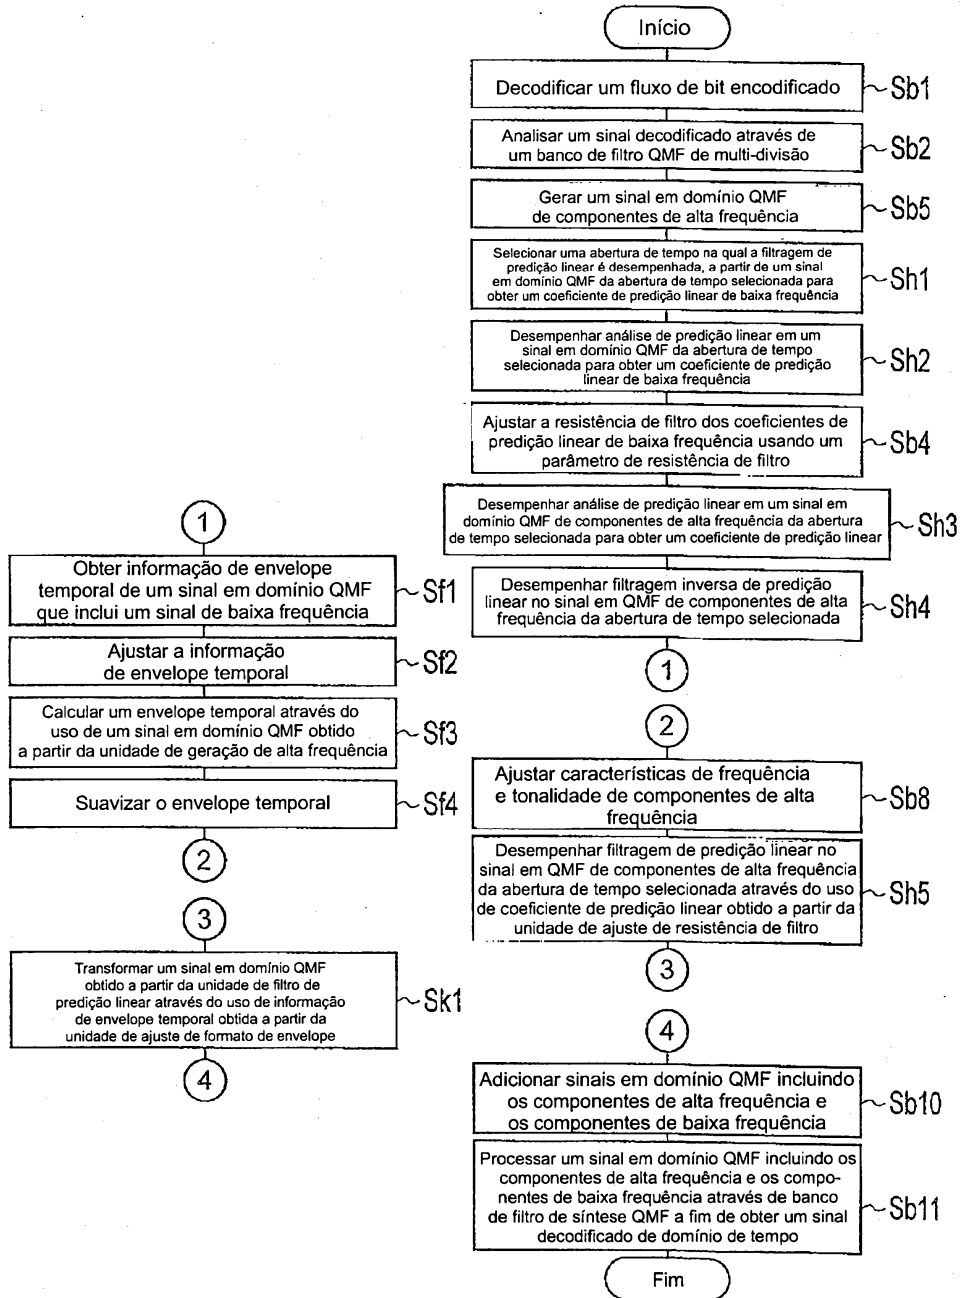 Início
Decodificar um fluxo de bit encodificado
Sb1
Analisar um sinal decodificado através de
um banco de filtro QMF de multi-divisão
Sb2
Gerar um sinal em domínio QMF
de componentes de alta frequência
Sb5
Selecionar uma abertura de tempo na qual a filtragem de
predição linear é desempenhada, a partir de um sinal
em domínio QMF da abertura de tempo selecionada para
obter um coeficiente de predição linear de baixa frequência
Sh1
Desempenhar análise de predição linear em um
sinal em domínio QMF da abertura de tempo
selecionada para obter um coeficiente de predição
linear de baixa frequência
Sh2
Ajustar a resistência de filtro dos coeficientes de
predição linear de baixa frequência usando um
parâmetro de resistência de filtro
Sb4
Desempenhar análise de predição linear em um sinal em
domínio QMF de componentes de alta frequência da abertura
de tempo selecionada para obter um coeficiente de predição linear
Sh3
Desempenhar filtragem inversa de predição
linear no sinal em QMF de componentes de alta
frequência da abertura de tempo selecionada
Sh4
1
1
Obter informação de envelope
temporal de um sinal em domínio QMF
que inclui um sinal de baixa frequência
Sf1
Ajustar a informação
de envelope temporal
Sf2
Calcular um envelope temporal através do
uso de um sinal em domínio QMF obtido
a partir da unidade de geração de alta frequência
Sf3
Suavizar o envelope temporal
Sf4
2
2
Ajustar características de frequência
e tonalidade de componentes de alta
frequência
Sb8
Desempenhar filtragem de predição linear no
sinal em QMF de componentes de alta frequência
da abertura de tempo selecionada através do uso
de coeficiente de predição linear obtido a partir da
unidade de ajuste de resistência de filtro
Sh5
3
3
Transformar um sinal em domínio QMF
obtido a partir da unidade de filtro de
predição linear através do uso de informação
de envelope temporal obtida a partir da
unidade de ajuste de formato de envelope
Sk1
4
4
Adicionar sinais em domínio QMF incluindo
os componentes de alta frequência e
os componentes de baixa frequência
Sb10
Processar um sinal em domínio QMF incluindo os
componentes de alta frequência e os compo-
nentes de baixa frequência através de banco
de filtro de síntese QMF a fim de obter um sinal
decodificado de domínio de tempo
Sb11
Fim